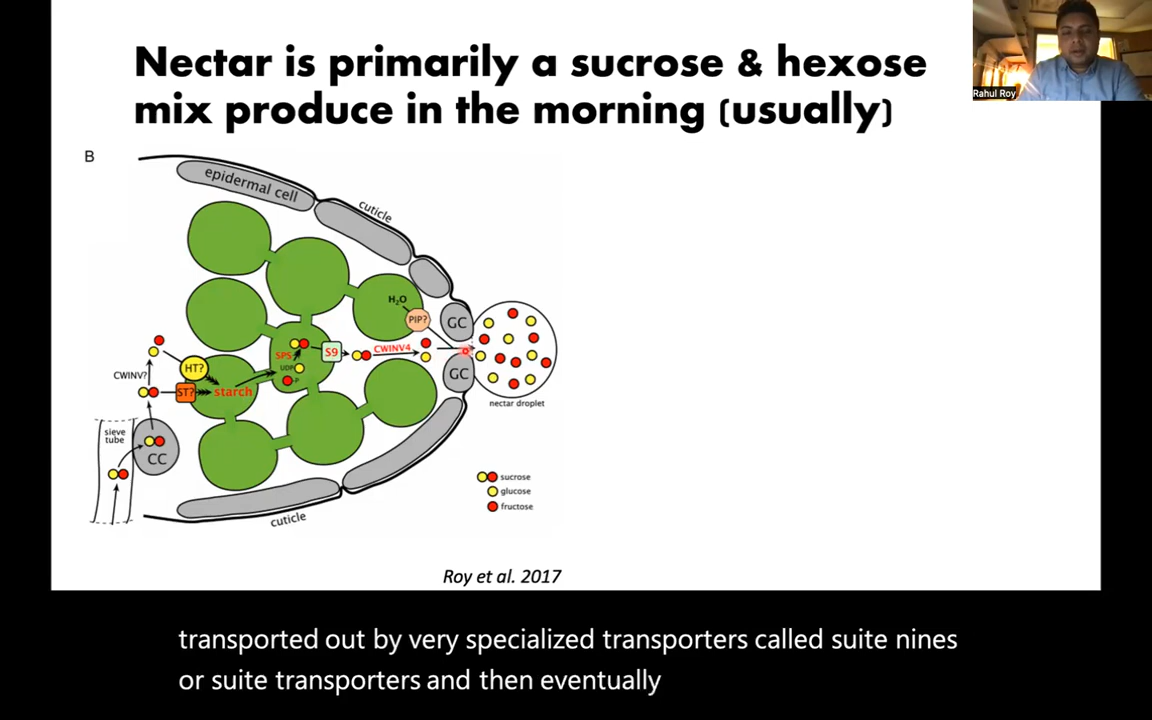 Nectar is primarily a sucrose & hexose
mix produce in the morning (usually)
Rahul Roy
B
epidermal cell
cuticle
H₂O
PIP?
GC
HT?
SPS
S9
CWINV4
UDP
P
CWINV?
ST?
starch
GC
nectar droplet
sieve
tube
CC
sucrose
glucose
fructose
cuticle
Roy et al. 2017
transported out by very specialized transporters called suite nines
or suite transporters and then eventually